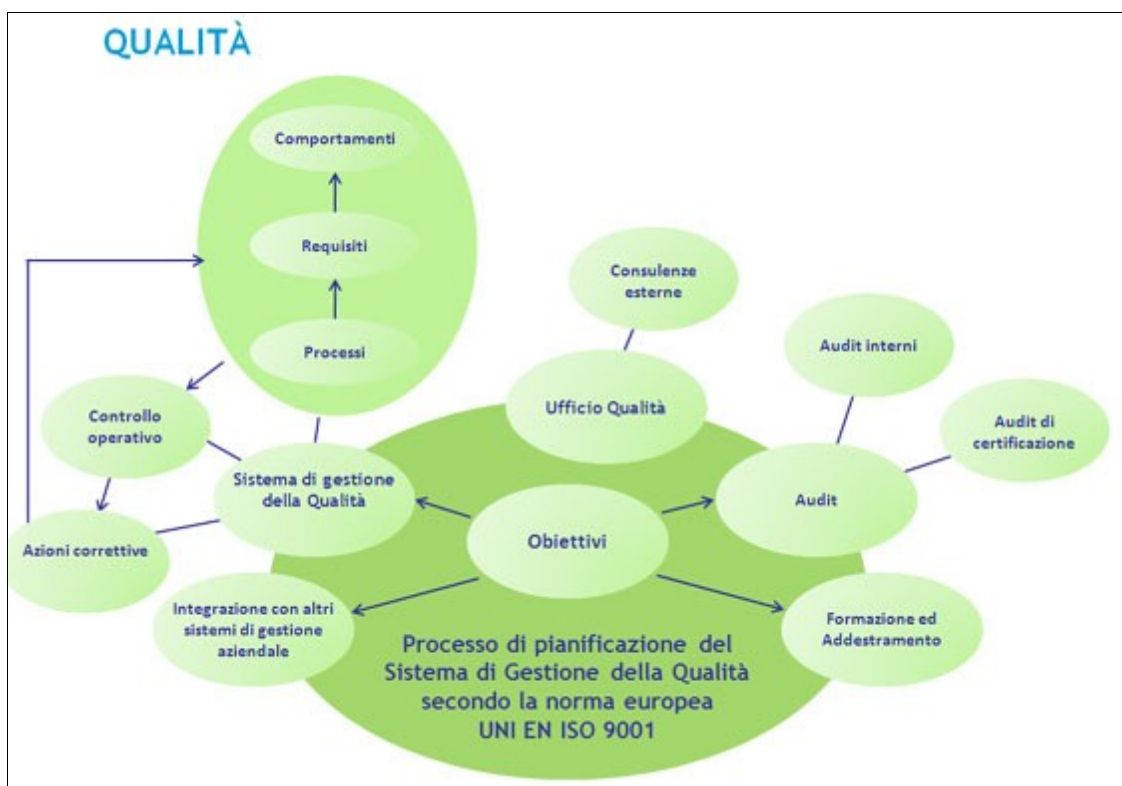 QUALITÀ
Comportamenti
Requisiti
Processi
Consulenze
esterne
Audit interni
Ufficio Qualità
Audit di
certificazione
Controllo
operativo
Sistema di gestione
della Qualità
Audit
Obiettivi
Azioni correttive
Integrazione con altri
sistemi di gestione
aziendale
Formazione ed
Addestramento
Processo di pianificazione del
Sistema di Gestione della Qualità
secondo la norma europea
UNI EN ISO 9001